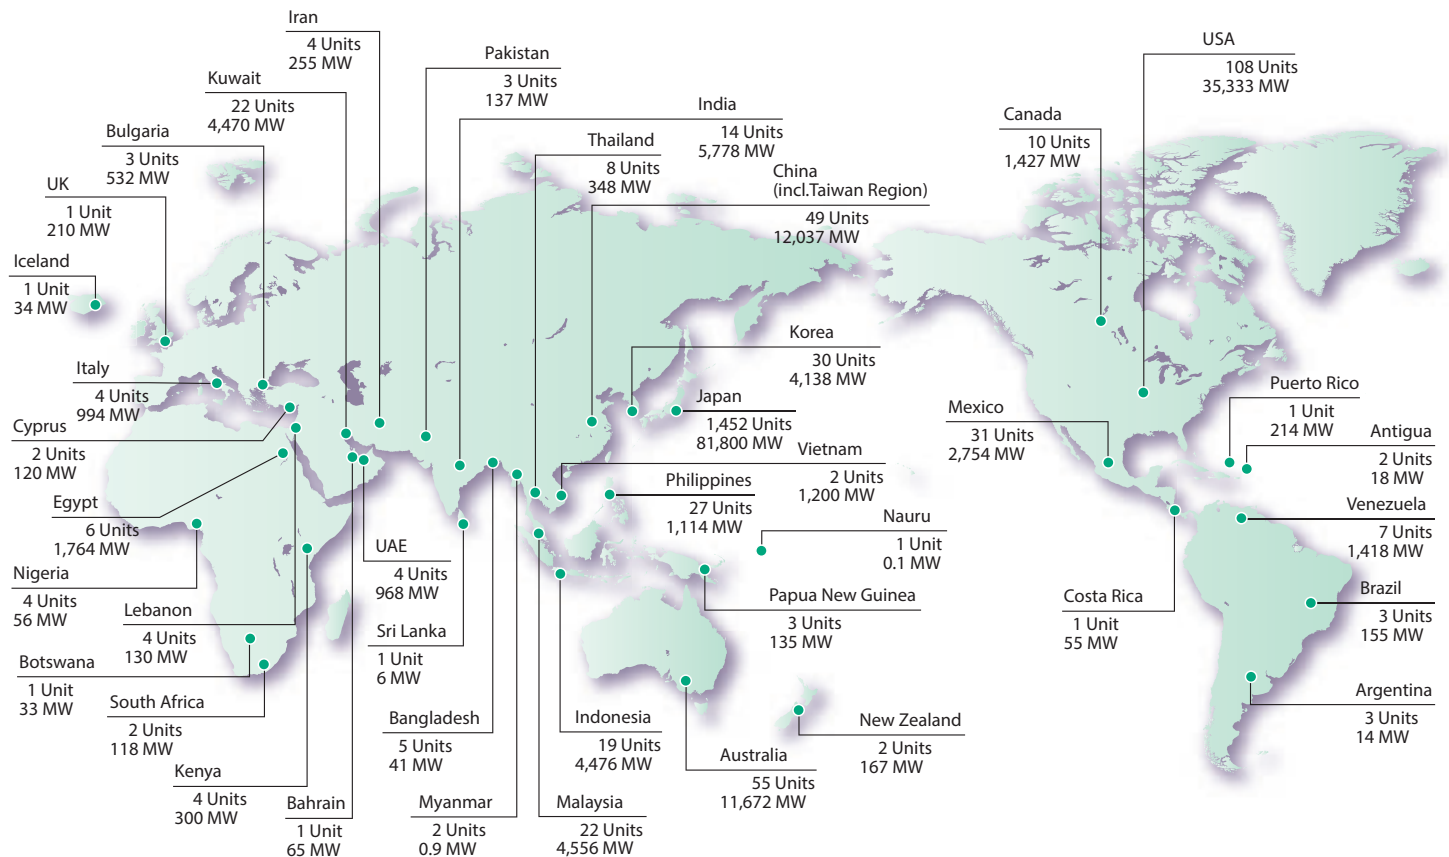 Iran
4 Units
255 MW
Pakistan
3 Units
137 MW
USA
108 Units
35,333 MW
Kuwait
22 Units
4,470 MW
India
14 Units
5,778 MW
Canada
10 Units
1,427 MW
Bulgaria
3 Units
532 MW
Thailand
8 Units
348 MW
China
(incl.Taiwan Region)
49 Units
12,037 MW
UK
1 Unit
210 MW
Iceland
1 Unit
34 MW
Korea
30 Units
4,138 MW
Italy
4 Units
994 MW
Japan
1,452 Units
81,800 MW
Puerto Rico
1 Unit
214 MW
Mexico
31 Units
2,754 MW
Cyprus
2 Units
120 MW
Antigua
2 Units
18 MW
Vietnam
2 Units
1,200 MW
Philippines
27 Units
1,114 MW
Egypt
6 Units
1,764 MW
Venezuela
7 Units
1,418 MW
Nauru
1 Unit
0.1 MW
UAE
4 Units
968 MW
Nigeria
4 Units
56 MW
Papua New Guinea
3 Units
135 MW
Costa Rica
1 Unit
55 MW
Brazil
3 Units
155 MW
Lebanon
4 Units
130 MW
Sri Lanka
1 Unit
6 MW
Botswana
1 Unit
33 MW
South Africa
2 Units
118 MW
Argentina
3 Units
14 MW
Bangladesh
5 Units
41 MW
Indonesia
19 Units
4,476 MW
New Zealand
2 Units
167 MW
Australia
55 Units
11,672 MW
Kenya
4 Units
300 MW
Bahrain
1 Unit
65 MW
Myanmar
2 Units
0.9 MW
Malaysia
22 Units
4,556 MW